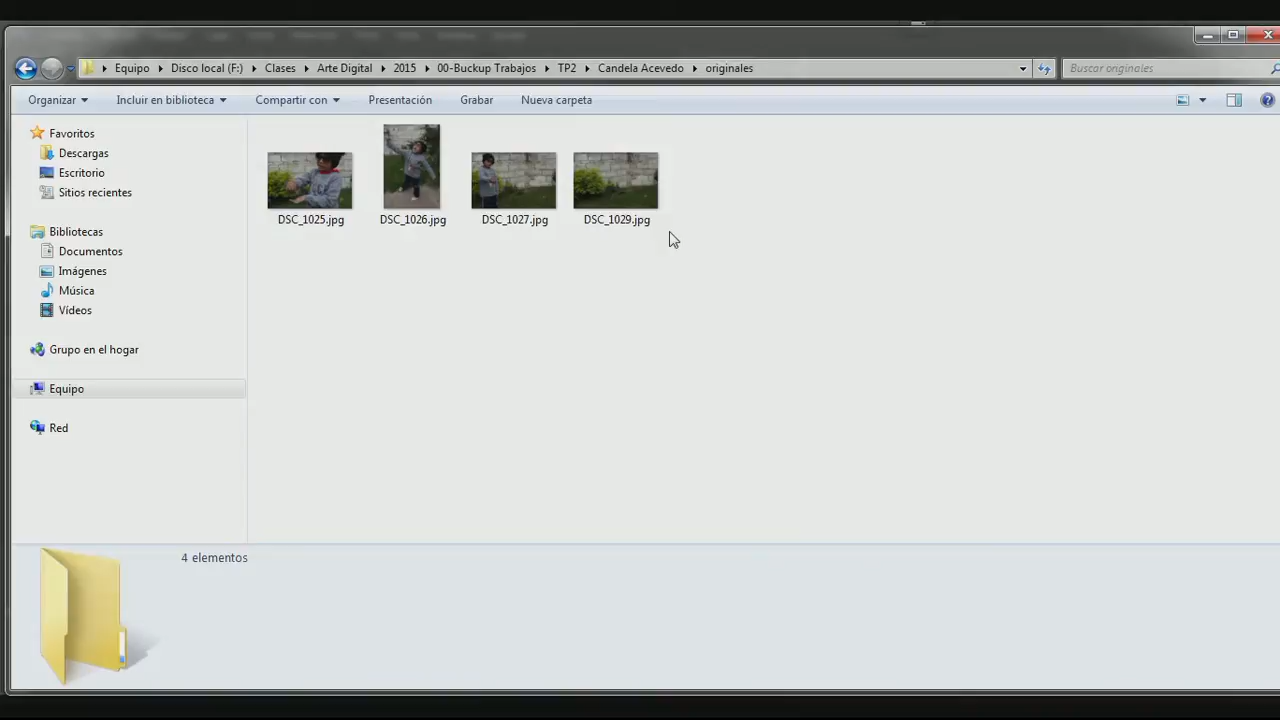 Equipo Disco local (F:) Clases Arte Digital 2015 00-Buckup Trabajos TP2 Candela Acevedo originales Buscar originales
Organizar Incluir en biblioteca Compartir con Presentación Grabar Nueva carpeta
Favoritos
Descargas
Escritorio
Sitios recientes
Bibliotecas
Documentos
Imágenes
Música
Vídeos
Grupo en el hogar
Equipo
Red
DSC_1025.jpg DSC_1026.jpg DSC_1027.jpg DSC_1029.jpg
4 elementos